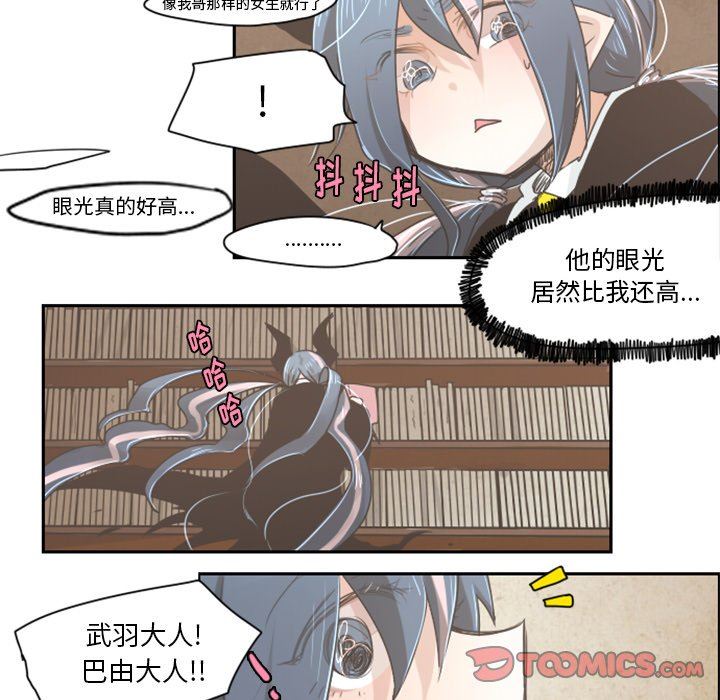 像我哥那样的女生就行了
!
抖抖抖
眼光真的好高...
..........
他的眼光
居然比我还高...
哈哈哈
武羽大人!
巴由大人!!
TOOMICS.COM